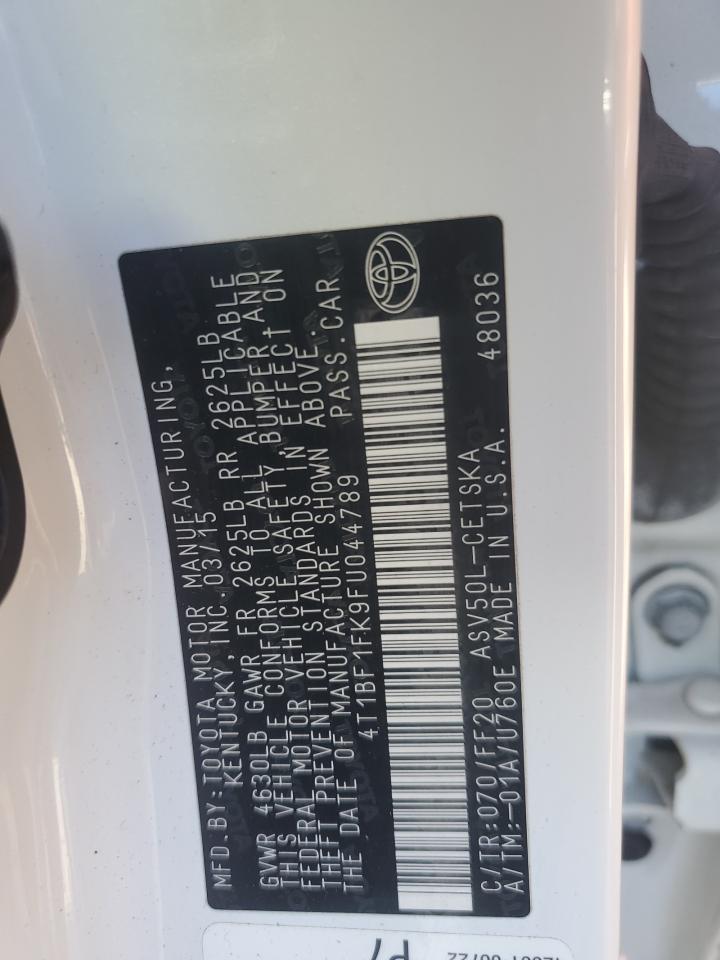 MFD.BY:TOYOTA MOTOR MANUFACTURING,
KENTUCKY, INC. 03/15
GVWR 4630LB GAWR FR 2625LB RR 2625LB
THIS VEHICLE CONFORMS TO ALL APPLICABLE
FEDERAL MOTOR VEHICLE SAFETY, BUMPER AND
THEFT PREVENTION STANDARDS IN EFFECT ON
THE DATE OF MANUFACTURE SHOWN ABOVE.
4T1BF1FK9FU044789 PASS.CAR
C/TR:070/FF20 ASV50L-CETSKA
A/TM:-01A/U760E MADE IN U.S.A. 48036